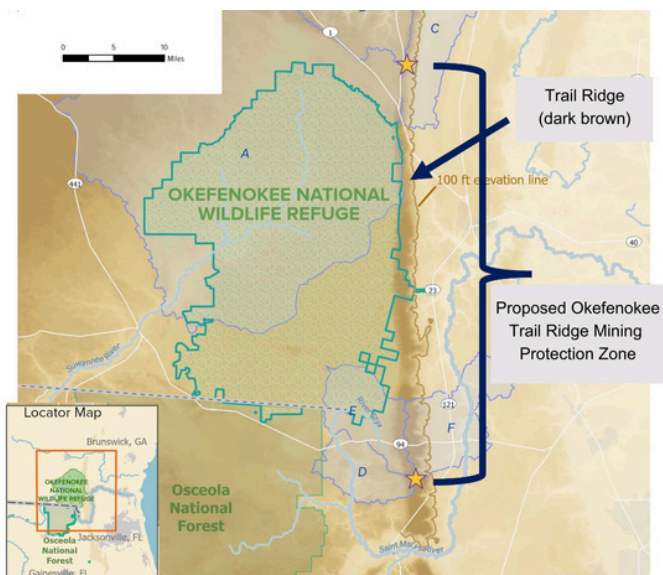 0
5
10
Miles
1
C
Trail Ridge
(dark brown)
A
441
OKEFENOKEE NATIONAL
WILDLIFE REFUGE
100 ft elevation line
40
23
Proposed Okefenokee
Trail Ridge Mining
Protection Zone
Suwannee River
River Styx
E
121
F
94
D
Locator Map
Brunswick, GA
OKEFENOKEE
NATIONAL
WILDLIFE REFUGE
Osceola
National
Forest
Jacksonville, FL
Gainesville, FL
Osceola
National
Forest
Saint Marys River